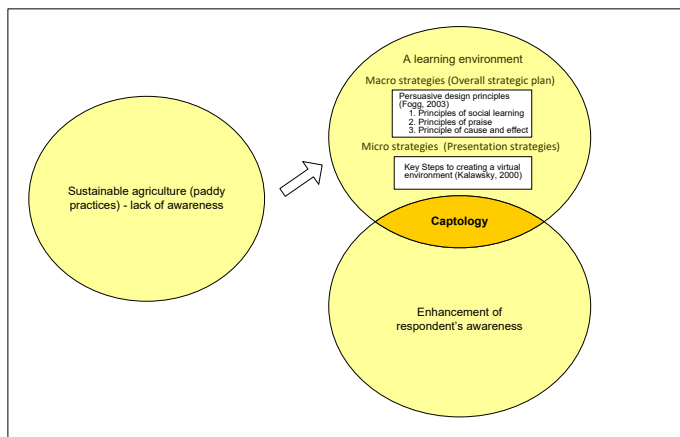 Sustainable agriculture (paddy
practices) - lack of awareness
A learning environment
Macro strategies (Overall strategic plan)
Persuasive design principles
(Fogg, 2003)
1. Principles of social learning
2. Principles of praise
3. Principle of cause and effect
Micro strategies (Presentation strategies)
Key Steps to creating a virtual
environment (Kalawsky, 2000)
Captology
Enhancement of
respondent's awareness